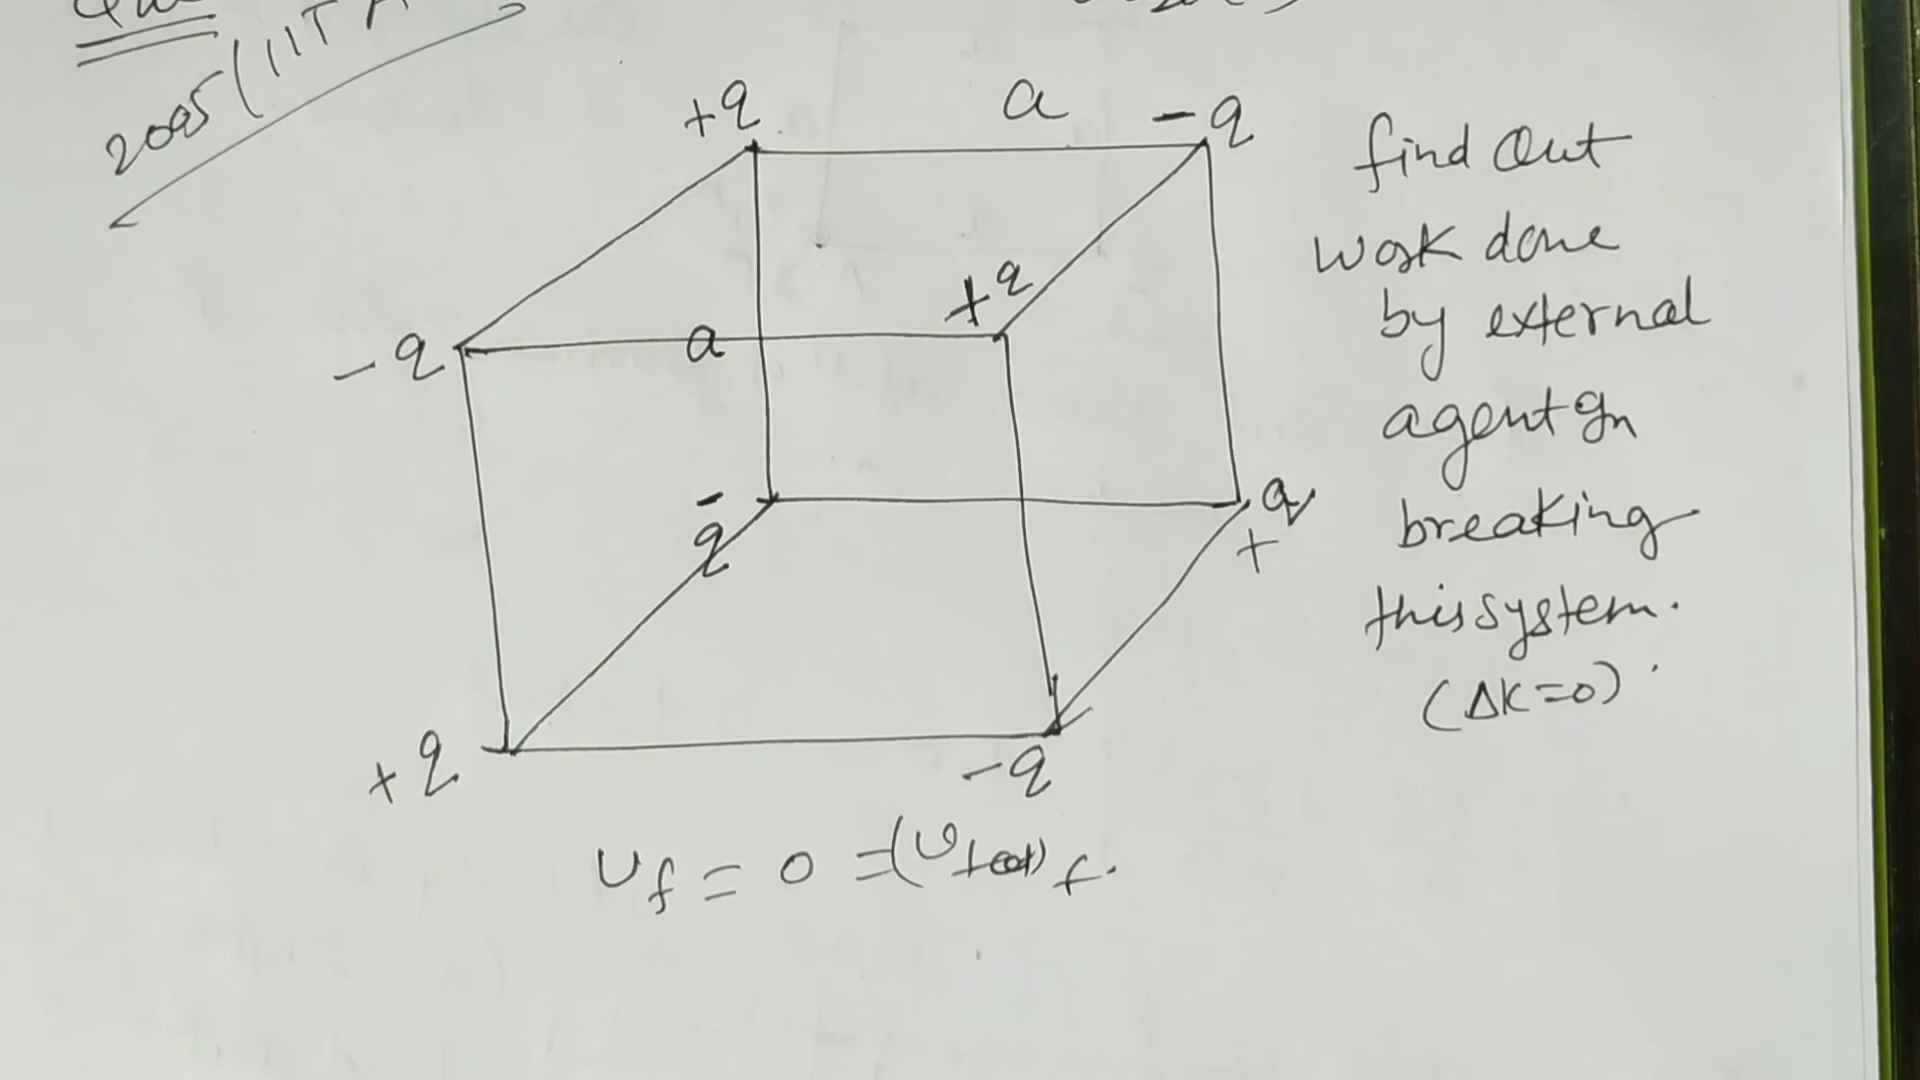 2005 (IIT
+q a -q
find out
work done
-q a +q
by external
agent In
-
q
q
+
breaking
this system.
(ΔK=0)
+q -q
Uf = 0 = (Utot)f.